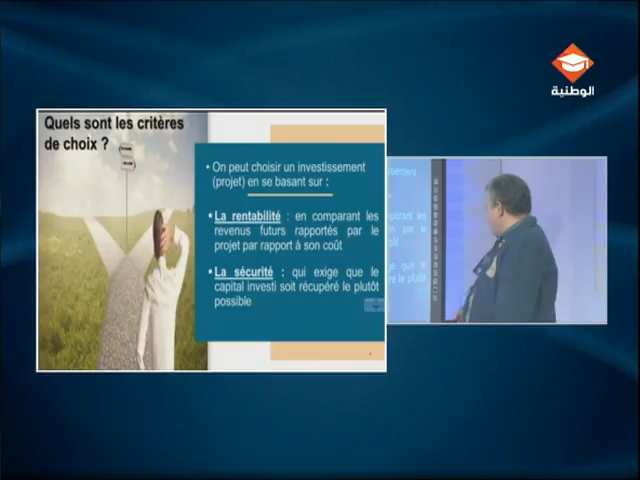 الوطنية
Quels sont les critères
de choix ?
• On peut choisir un investissement
(projet) en se basant sur :
▪ La rentabilité : en comparant les
revenus futurs rapportés par le
projet par rapport à son coût
▪ La sécurité : qui exige que le
capital investi soit récupéré le plutôt
possible